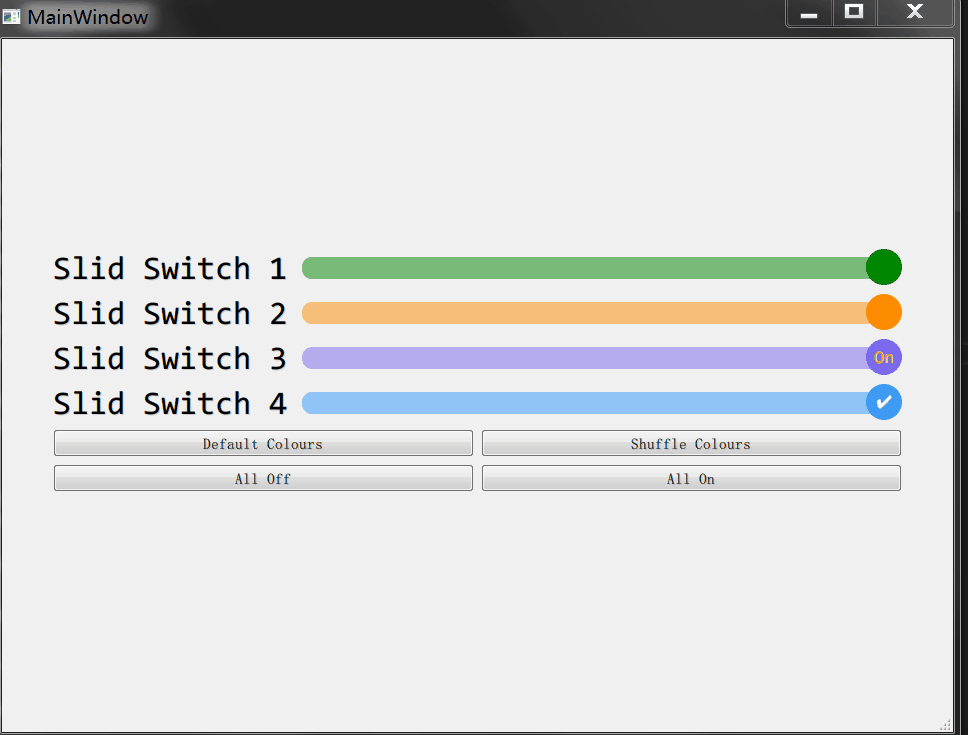 MainWindow
Slid Switch 1
Slid Switch 2
Slid Switch 3 On
Slid Switch 4 ✔
Default Colours Shuffle Colours
All Off All On